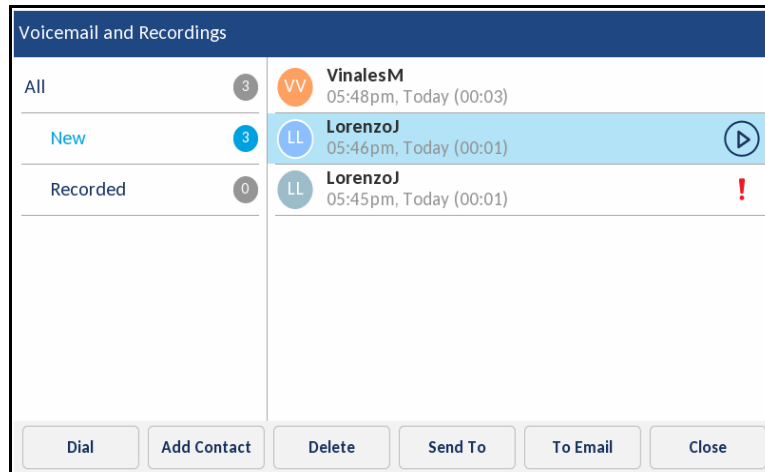 Voicemail and Recordings
All 3
New 3
Recorded 0
VV VinalesM
05:48pm, Today (00:03)
LL LorenzoJ
05:46pm, Today (00:01)
LL LorenzoJ
05:45pm, Today (00:01)
!
Dial Add Contact Delete Send To To Email Close